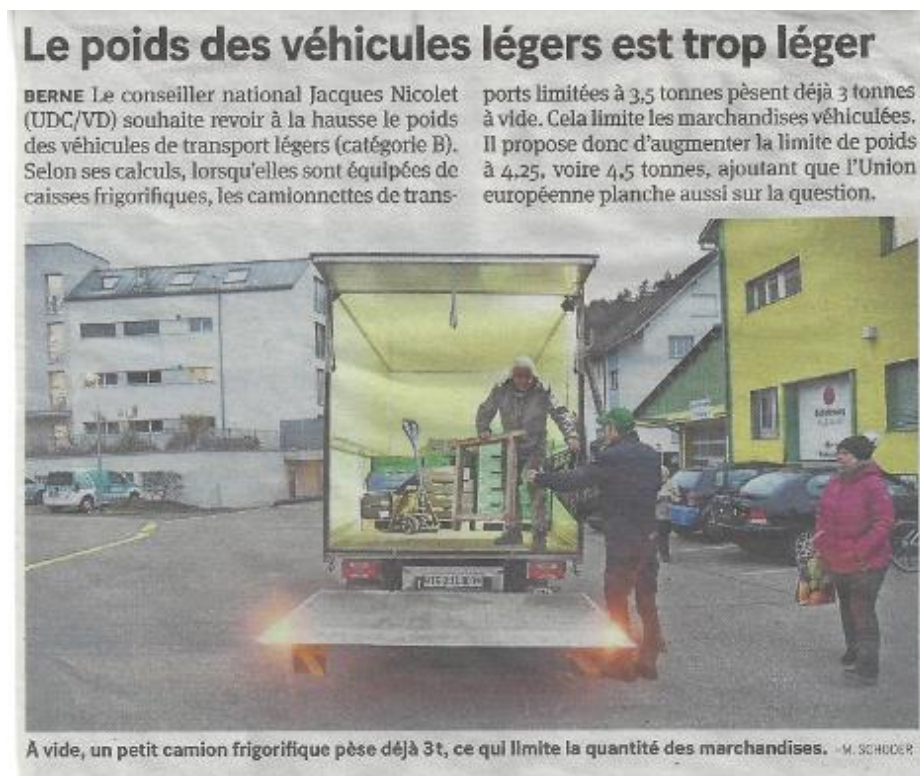 Le poids des véhicules légers est trop léger
BERNE Le conseiller national Jacques Nicolet
(UDC/VD) souhaite revoir à la hausse le poids
des véhicules de transport légers (catégorie B).
Selon ses calculs, lorsqu'elles sont équipées de
caisses frigorifiques, les camionnettes de trans-
ports limitées à 3,5 tonnes pèsent déjà 3 tonnes
à vide. Cela limite les marchandises véhiculées.
Il propose donc d'augmenter la limite de poids
à 4,25, voire 4,5 tonnes, ajoutant que l'Union
européenne planche aussi sur la question.
À vide, un petit camion frigorifique pèse déjà 3t, ce qui limite la quantité des marchandises. –M. SCHODER